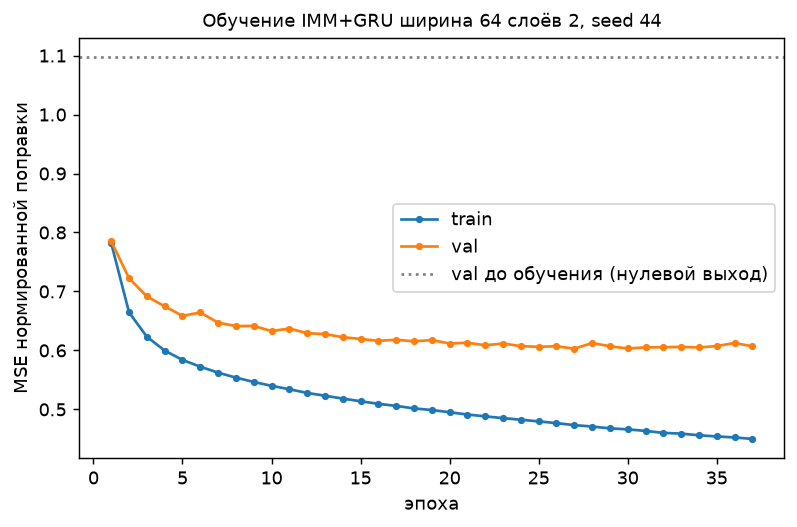 Обучение IMM+GRU ширина 64 слоёв 2, seed 44
MSE нормированной поправки
1.1
1.0
0.9
0.8
0.7
0.6
0.5
train
val
val до обучения (нулевой выход)
0 5 10 15 20 25 30 35
эпоха